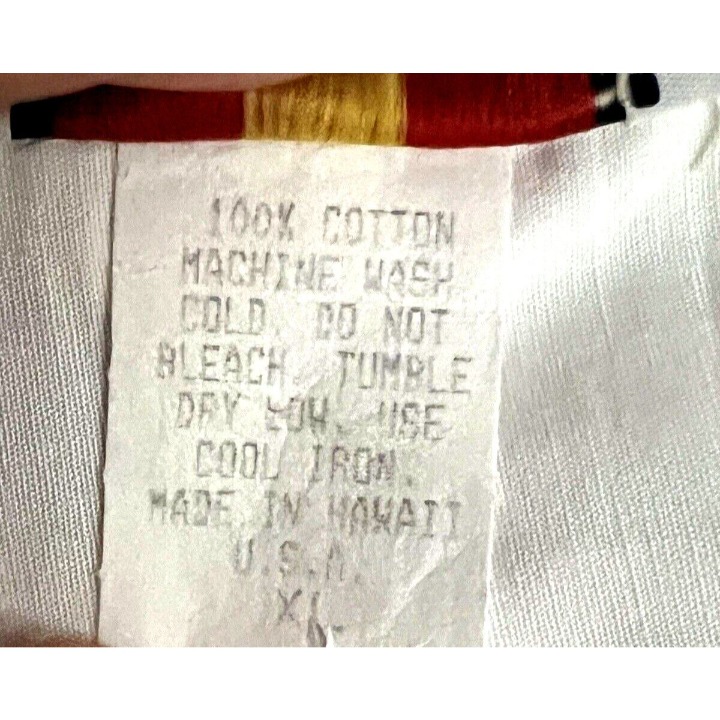 100% COTTON
MACHINE WASH
COLD. DO NOT
BLEACH. TUMBLE
DRY LOW. USE
COOL IRON.
MADE IN HAWAII
U.S.A.
XL